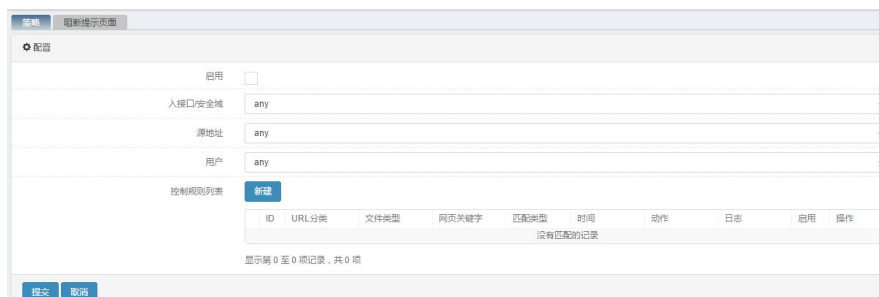 策略 阻断提示页面
配置
启用
入接口/安全域 any
源地址 any
用户 any
控制规则列表 新建
ID URL分类 文件类型 网页关键字 匹配类型 时间 动作 日志 启用 操作
没有匹配的记录
显示第 0 至 0 项记录，共 0 项
提交 取消